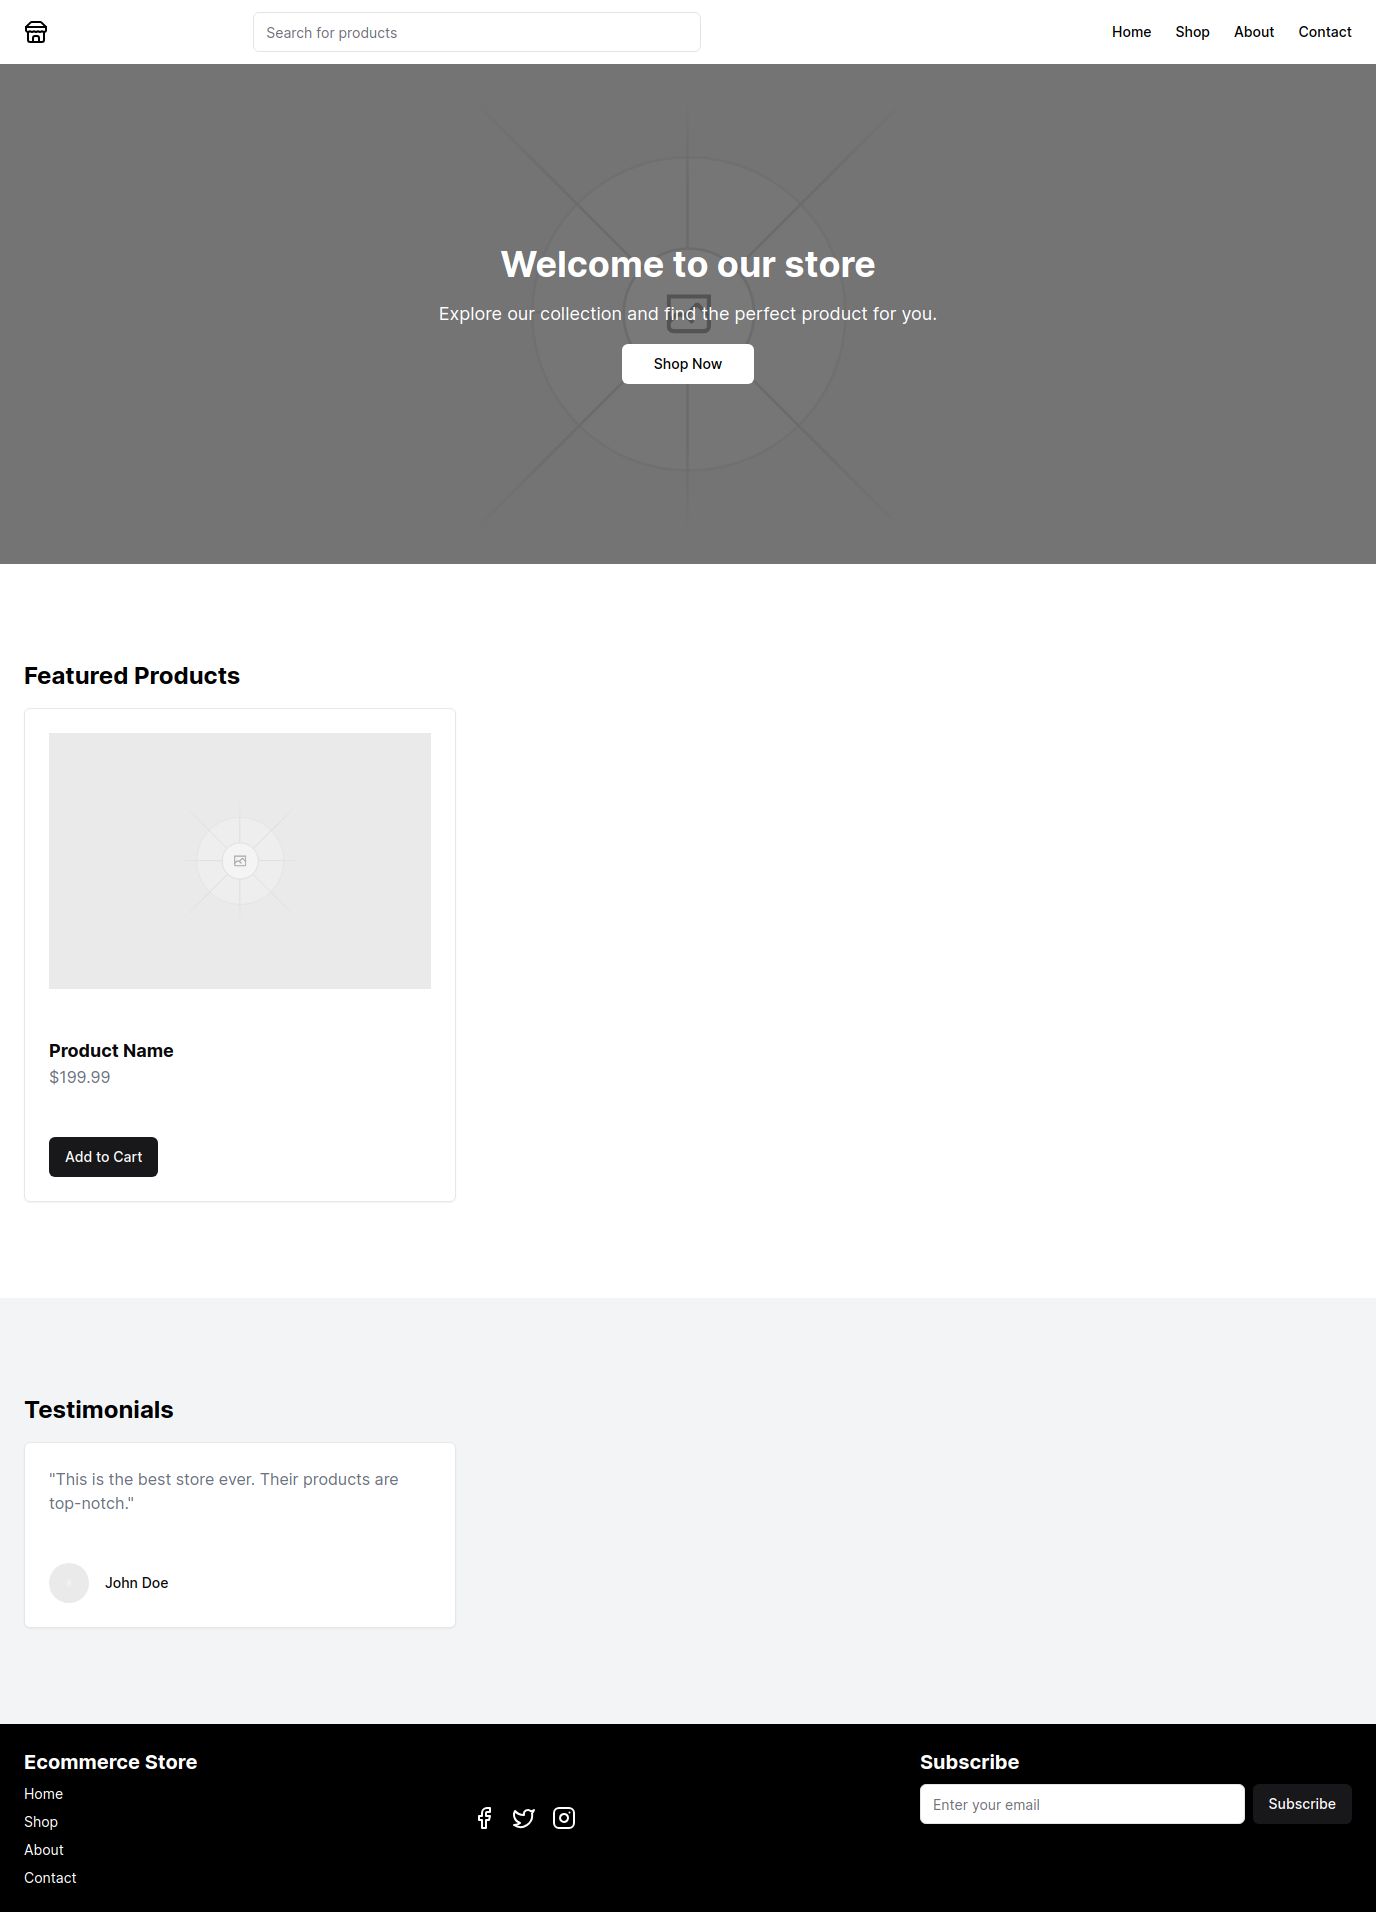 Search for products
Home
Shop
About
Contact
Welcome to our store
Explore our collection and find the perfect product for you.
Shop Now
Featured Products
Product Name
$199.99
Add to Cart
Testimonials
"This is the best store ever. Their products are
top-notch."
John Doe
Ecommerce Store
Home
Shop
About
Contact
Subscribe
Enter your email
Subscribe